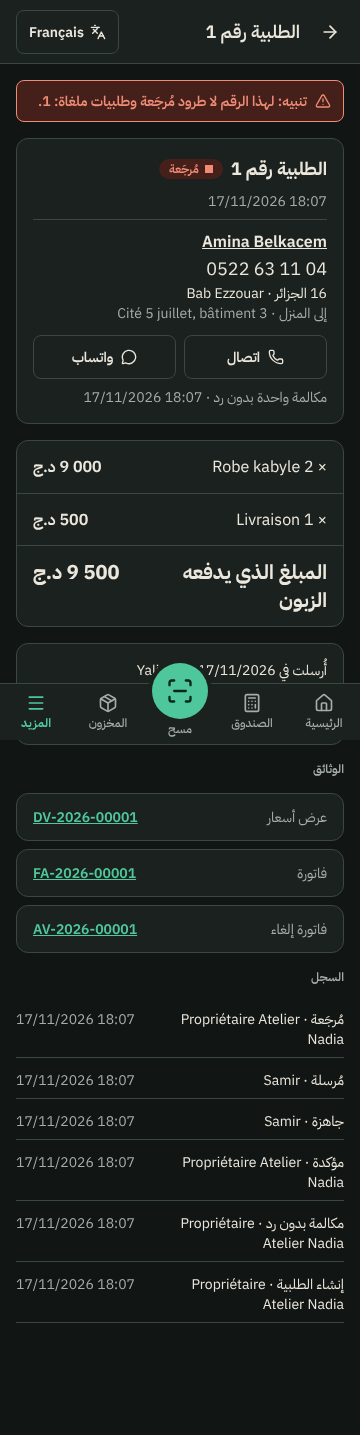 الطلبية رقم 1
Français
تنبيه: لهذا الرقم لا طرود مُرجَعة وطلبيات ملغاة: 1.
الطلبية رقم 1
مُرجَعة
17/11/2026 18:07
Amina Belkacem
0522 63 11 04
16 الجزائر · Bab Ezzouar
إلى المنزل · Cité 5 juillet, bâtiment 3
اتصال
واتساب
مكالمة واحدة بدون رد · 17/11/2026 18:07
Robe kabyle 2 ×
9 000 د.ج
Livraison 1 ×
500 د.ج
المبلغ الذي يدفعه
الزبون
9 500 د.ج
أُرسلت في 17/11/2026
الرئيسية
الصندوق
مسح
المخزون
المزيد
الوثائق
عرض أسعار
DV-2026-00001
فاتورة
FA-2026-00001
فاتورة إلغاء
AV-2026-00001
السجل
مُرجَعة · Propriétaire Atelier
Nadia
17/11/2026 18:07
مُرسلة · Samir
17/11/2026 18:07
جاهزة · Samir
17/11/2026 18:07
مؤكدة · Propriétaire Atelier
Nadia
17/11/2026 18:07
مكالمة بدون رد · Propriétaire
Atelier Nadia
17/11/2026 18:07
إنشاء الطلبية · Propriétaire
Atelier Nadia
17/11/2026 18:07